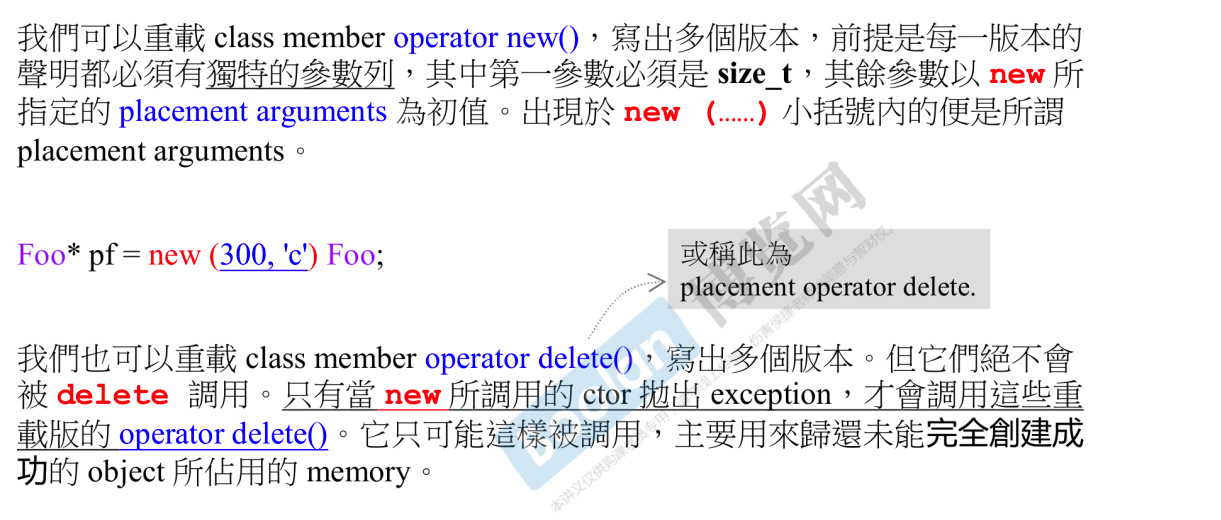 我們可以重載 class member operator new()，寫出多個版本，前提是每一版本的
聲明都必須有獨特的參數列，其中第一參數必須是 size_t，其餘參數以 new 所
指定的 placement arguments 為初值。出現於 new (……) 小括號內的便是所謂
placement arguments。
Foo* pf = new (300, 'c') Foo;
或稱此為
placement operator delete.
我們也可以重載 class member operator delete()，寫出多個版本。但它們絕不會
被 delete 調用。只有當 new 所調用的 ctor 拋出 exception，才會調用這些重
載版的 operator delete()。它只可能這樣被調用，主要用來歸還未能完全創建成
功的 object 所佔用的 memory。
Boolan
博览网